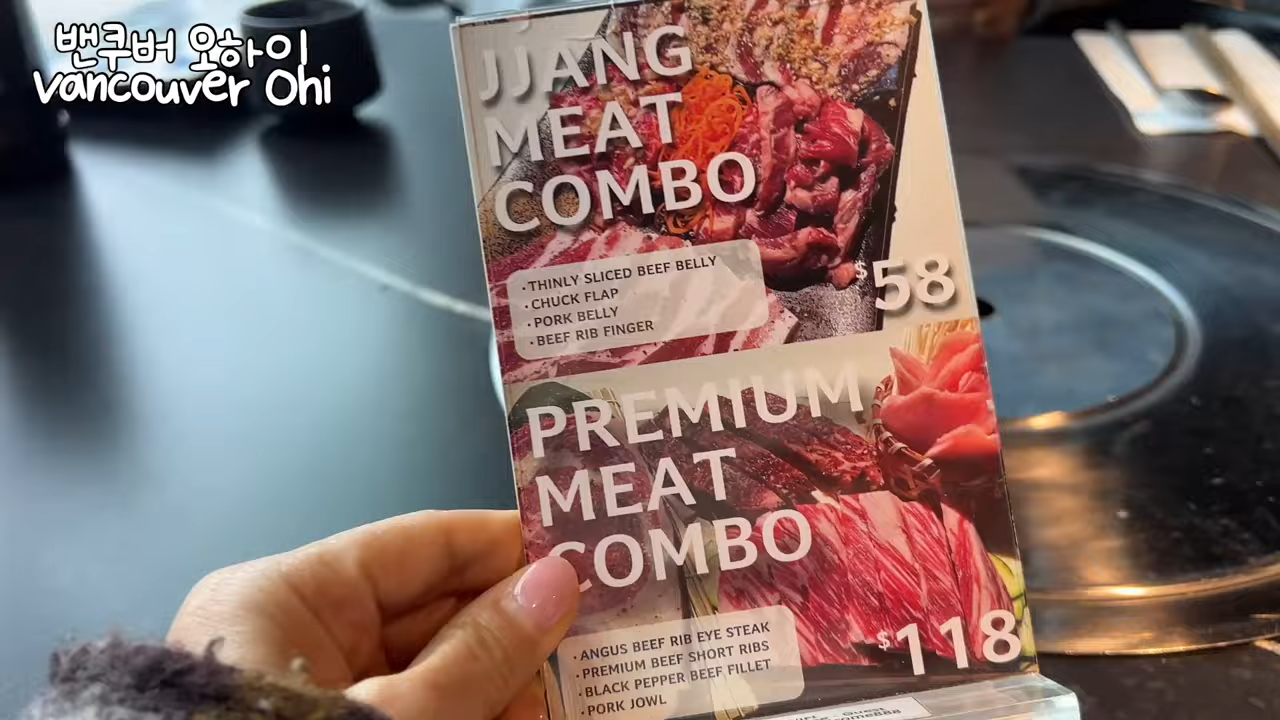 밴쿠버 오하이
Vancouver Ohi
JJANG
MEAT
COMBO
· THINLY SLICED BEEF BELLY
· CHUCK FLAP
· PORK BELLY
· BEEF RIB FINGER
$58
PREMIUM
MEAT
COMBO
· ANGUS BEEF RIB EYE STEAK
· PREMIUM BEEF SHORT RIBS
· BLACK PEPPER BEEF FILLET
· PORK JOWL
$118